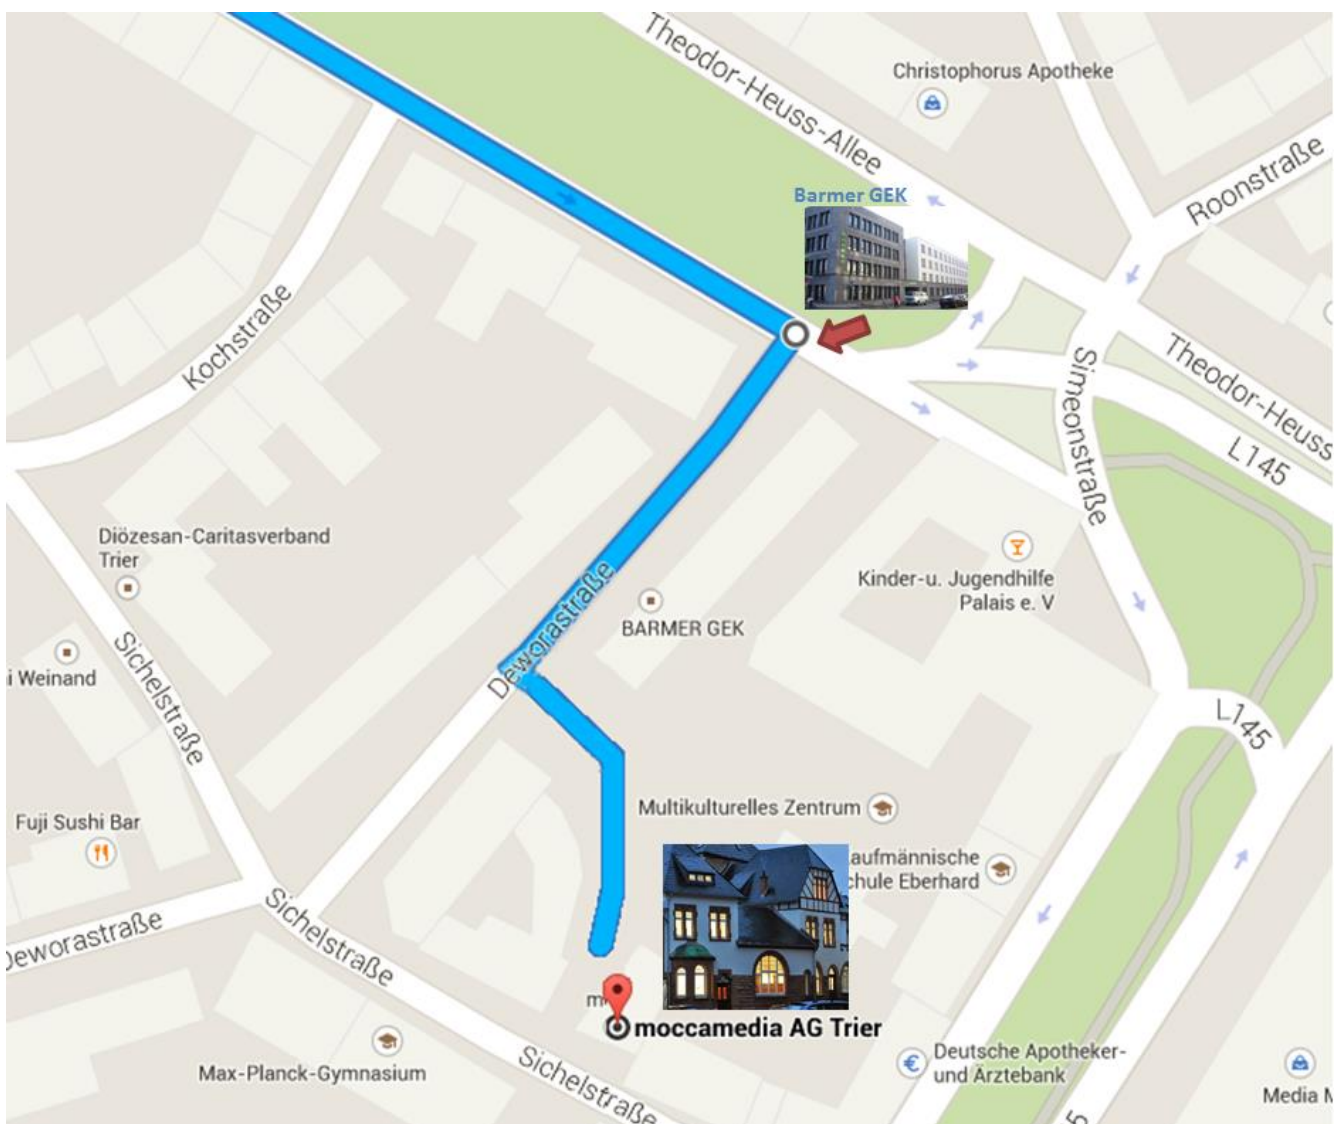 Theodor-Heuss-Allee
Christophorus Apotheke
Roonstraße
Barmer GEK
Kochstraße
Simeonstraße
Theodor-Heuss
L145
Diözesan-Caritasverband
Trier
Deworastraße
BARMER GEK
Kinder-u. Jugendhilfe
Palais e. V
Sichelstraße
i Weinand
L145
Fuji Sushi Bar
Multikulturelles Zentrum
aufmännische
chule Eberhard
Deworastraße
Sichelstraße
m
moccamedia AG Trier
Max-Planck-Gymnasium
Sichelstraße
Deutsche Apotheker-
und Ärztebank
Media M